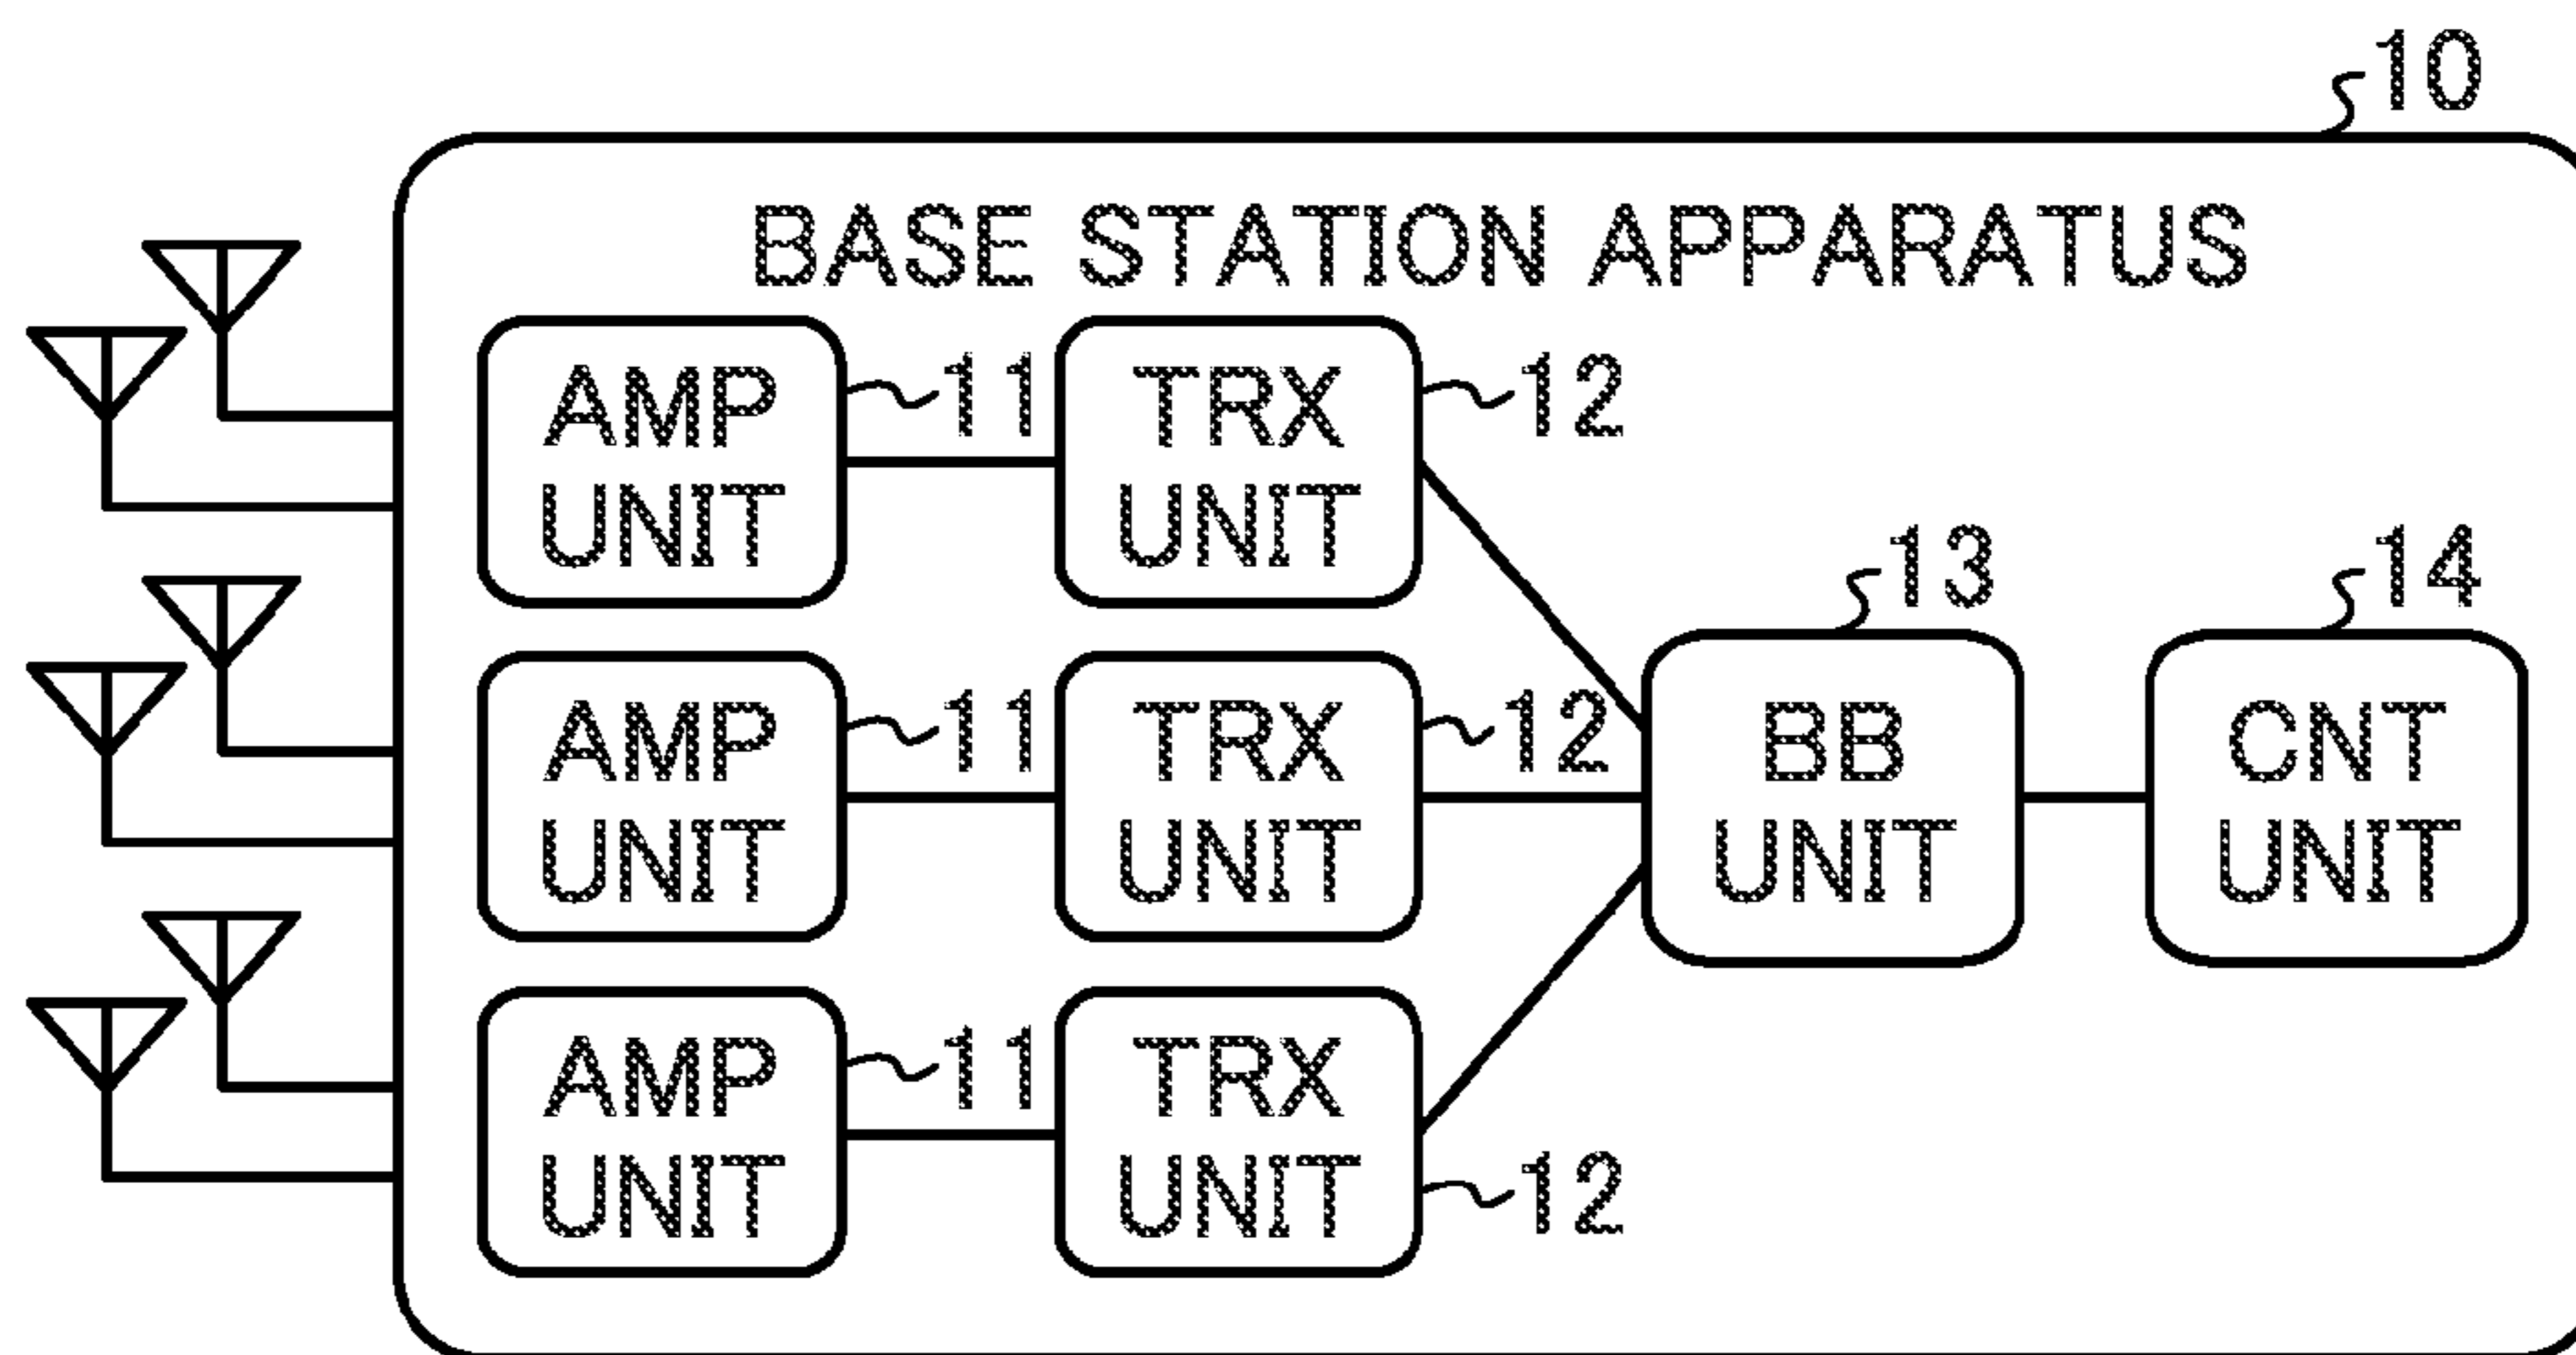 10
BASE STATION APPARATUS
AMP
UNIT
11
TRX
UNIT
12
AMP
UNIT
11
TRX
UNIT
12
13
BB
UNIT
14
CNT
UNIT
AMP
UNIT
11
TRX
UNIT
12